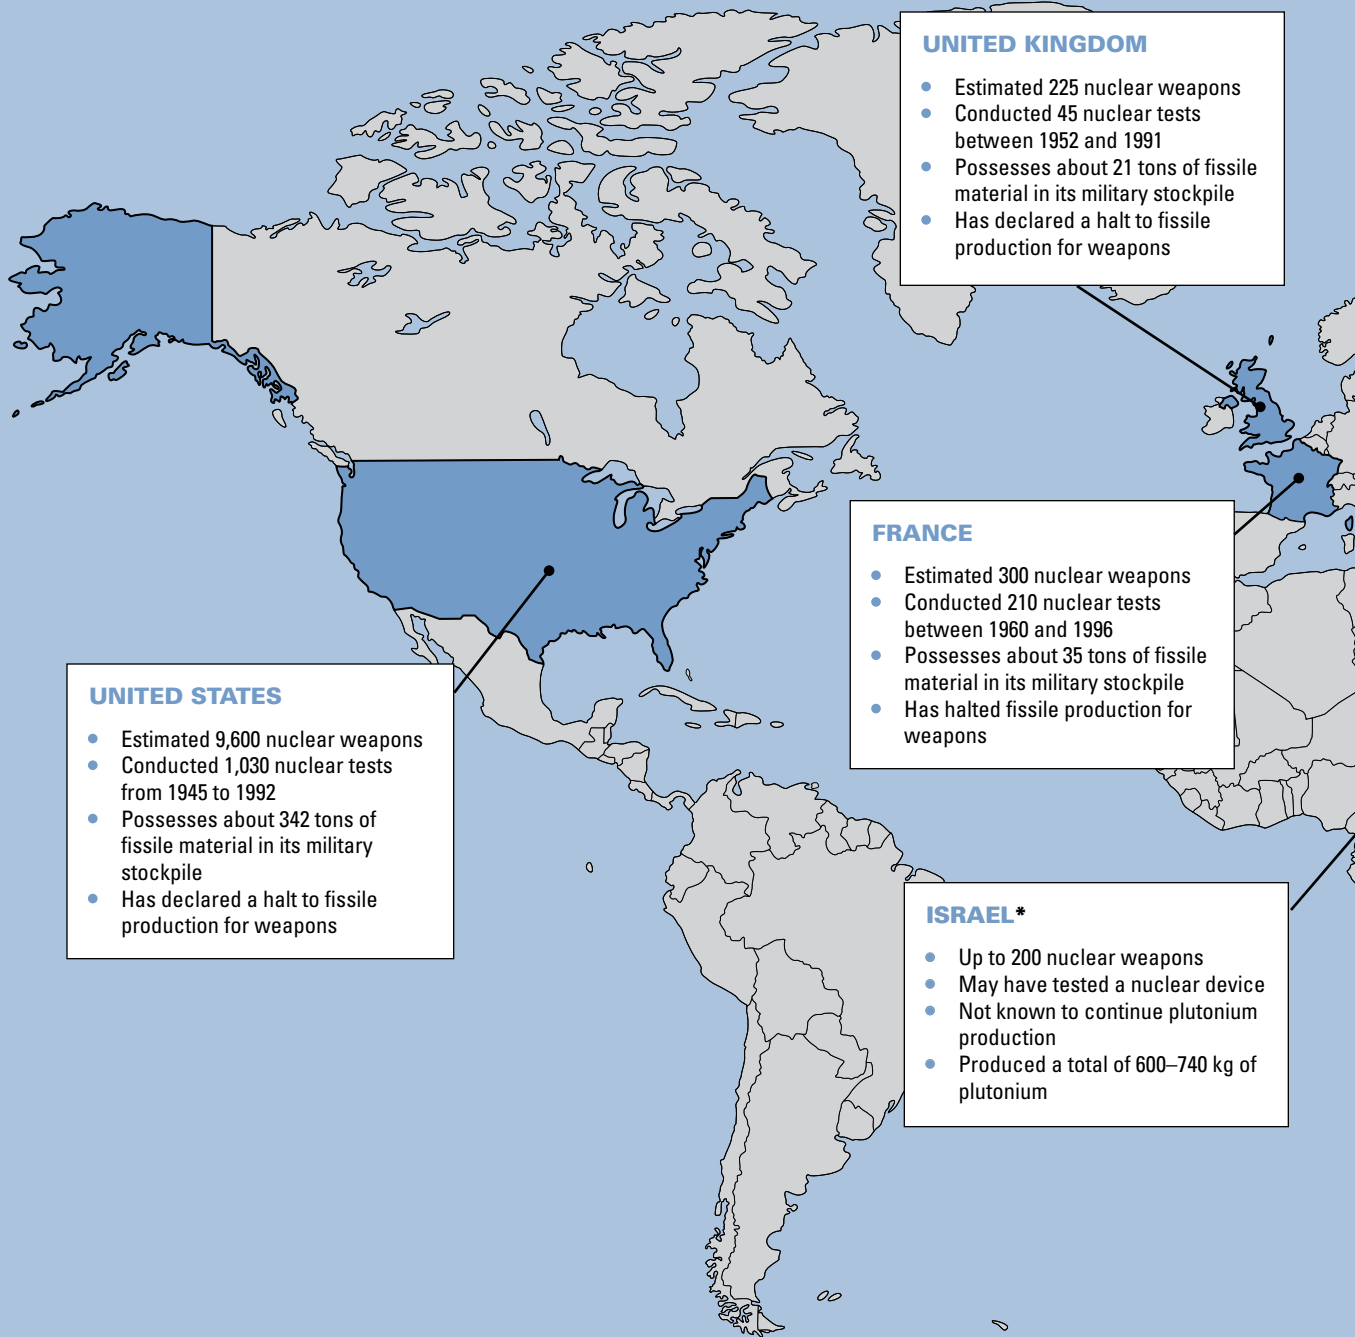 UNITED KINGDOM
• Estimated 225 nuclear weapons
• Conducted 45 nuclear tests
between 1952 and 1991
• Possesses about 21 tons of fissile
material in its military stockpile
• Has declared a halt to fissile
production for weapons
FRANCE
• Estimated 300 nuclear weapons
• Conducted 210 nuclear tests
between 1960 and 1996
• Possesses about 35 tons of fissile
material in its military stockpile
• Has halted fissile production for
weapons
UNITED STATES
• Estimated 9,600 nuclear weapons
• Conducted 1,030 nuclear tests
from 1945 to 1992
• Possesses about 342 tons of
fissile material in its military
stockpile
• Has declared a halt to fissile
production for weapons
ISRAEL*
• Up to 200 nuclear weapons
• May have tested a nuclear device
• Not known to continue plutonium
production
• Produced a total of 600–740 kg of
plutonium